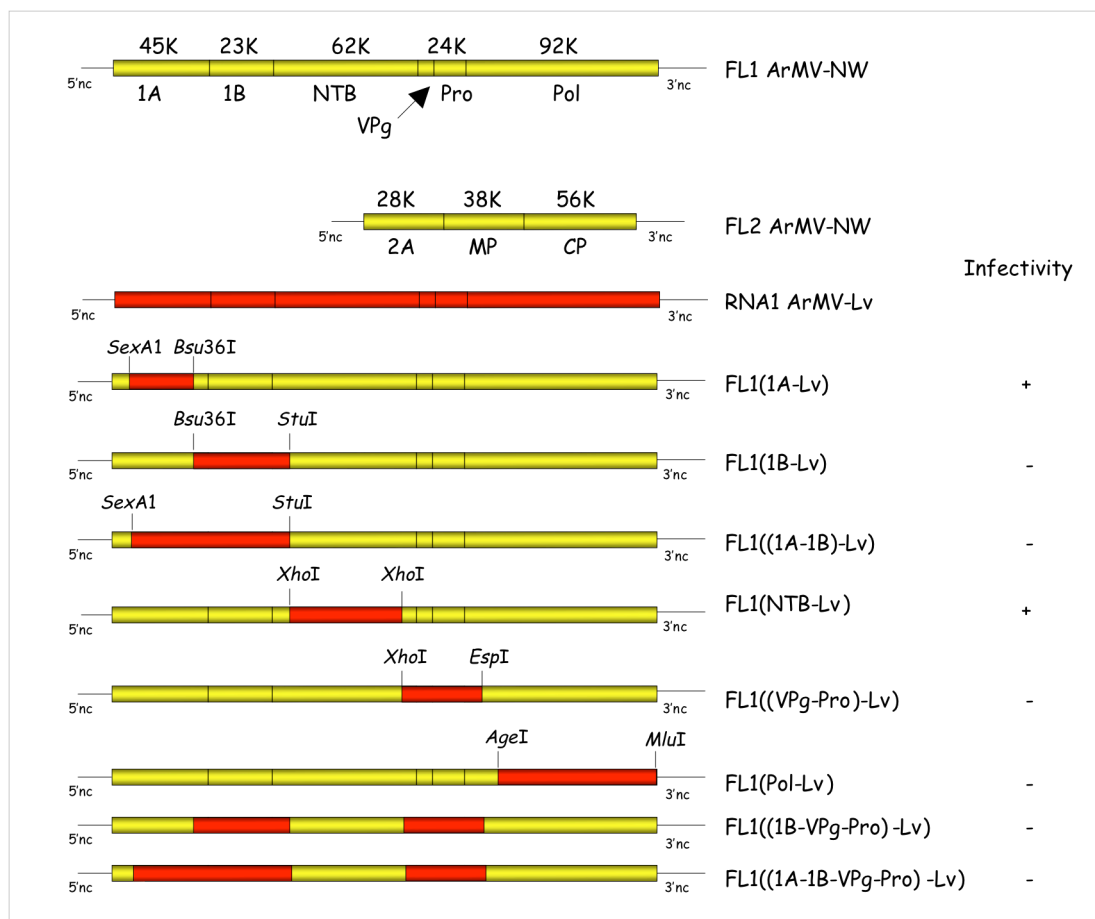 45K 23K 62K 24K 92K
5'nc 3'nc FL1 ArMV-NW
1A 1B NTB Pro Pol
VPg
28K 38K 56K
5'nc 3'nc FL2 ArMV-NW
2A MP CP
Infectivity
5'nc 3'nc RNA1 ArMV-Lv
SexA1 Bsu36I
5'nc 3'nc FL1(1A-Lv) +
Bsu36I StuI
5'nc 3'nc FL1(1B-Lv) -
SexA1 StuI
5'nc 3'nc FL1((1A-1B)-Lv) -
XhoI XhoI
5'nc 3'nc FL1(NTB-Lv) +
XhoI EspI
5'nc 3'nc FL1((VPg-Pro)-Lv) -
AgeI MluI
5'nc 3'nc FL1(Pol-Lv) -
5'nc 3'nc FL1((1B-VPg-Pro) -Lv) -
5'nc 3'nc FL1((1A-1B-VPg-Pro) -Lv) -